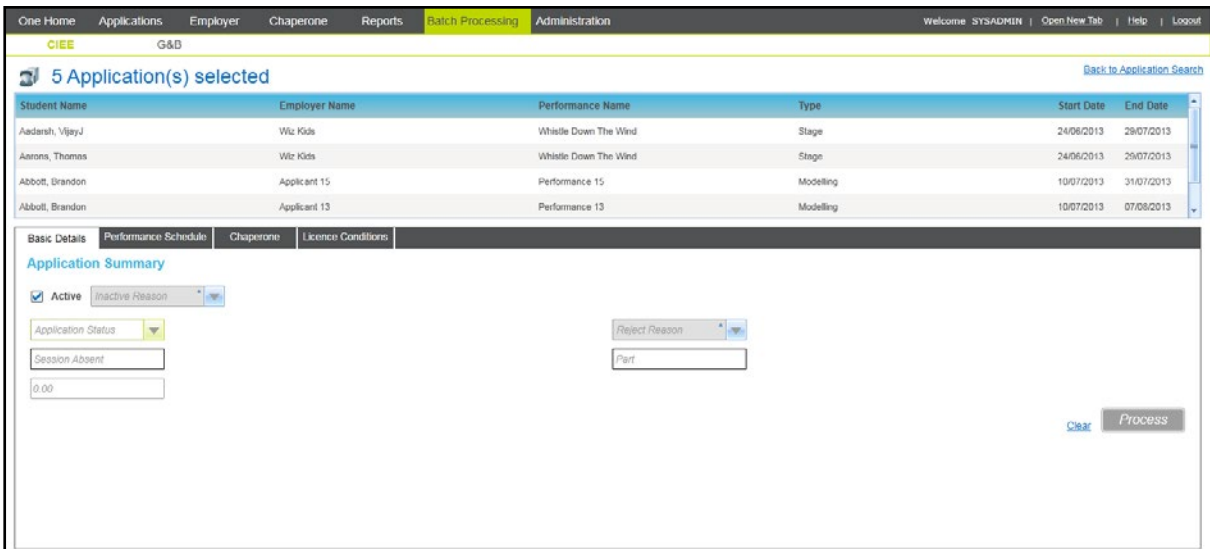 One Home Applications Employer Chaperone Reports Batch Processing Administration Welcome SYSADMIN | Open New Tab | Help | Logout
CIEE G&B
5 Application(s) selected Back to Application Search
Student Name Employer Name Performance Name Type Start Date End Date
Aadarsh, VijayJ Wiz Kids Whistle Down The Wind Stage 24/06/2013 29/07/2013
Aarons, Thomas Wiz Kids Whistle Down The Wind Stage 24/06/2013 29/07/2013
Abbott, Brandon Applicant 15 Performance 15 Modelling 10/07/2013 31/07/2013
Abbott, Brandon Applicant 13 Performance 13 Modelling 10/07/2013 07/08/2013
Basic Details Performance Schedule Chaperone Licence Conditions
Application Summary
Active Inactive Reason *
Application Status Reject Reason *
Session Absent Part
0.00
Clear Process